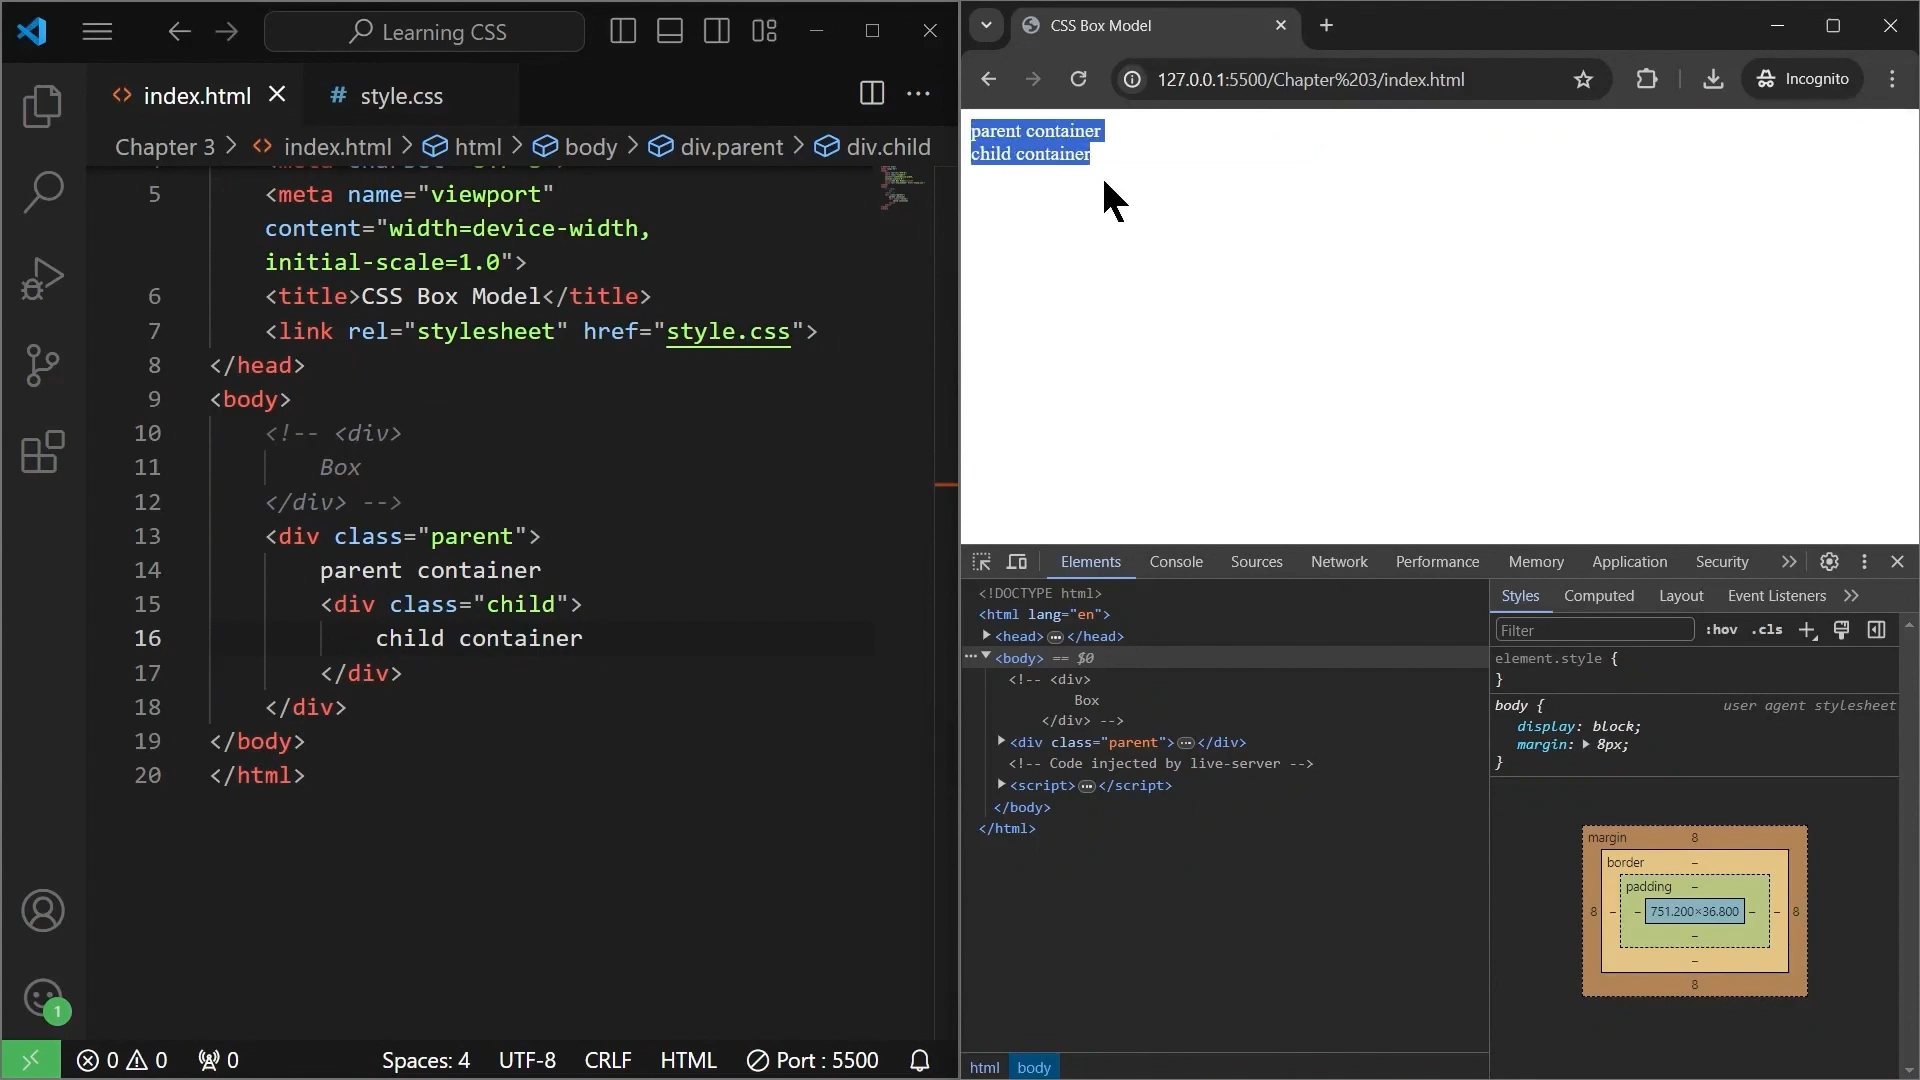 Learning CSS
index.html
# style.css
Chapter 3 > <> index.html > html > body > div.parent > div.child
5 <meta name="viewport"
content="width=device-width,
initial-scale=1.0">
6 <title>CSS Box Model</title>
7 <link rel="stylesheet" href="style.css">
8 </head>
9 <body>
10 <!-- <div>
11 Box
12 </div> -->
13 <div class="parent">
14 parent container
15 <div class="child">
16 child container
17 </div>
18 </div>
19 </body>
20 </html>
1
0 0 0 Spaces: 4 UTF-8 CRLF HTML Port : 5500
CSS Box Model
127.0.0.1:5500/Chapter%203/index.html
Incognito
parent container
child container
Elements Console Sources Network Performance Memory Application Security
<!DOCTYPE html>
<html lang="en">
<head> </head>
<body> == $0
<!-- <div>
Box
</div> -->
<div class="parent"> </div>
<!-- Code injected by live-server -->
<script> </script>
</body>
</html>
html body
Styles Computed Layout Event Listeners
Filter :hov .cls
element.style {
}
body { user agent stylesheet
display: block;
margin: 8px;
}
margin 8
border –
padding –
8 – – 751.200×36.800 – – 8
–
–
8